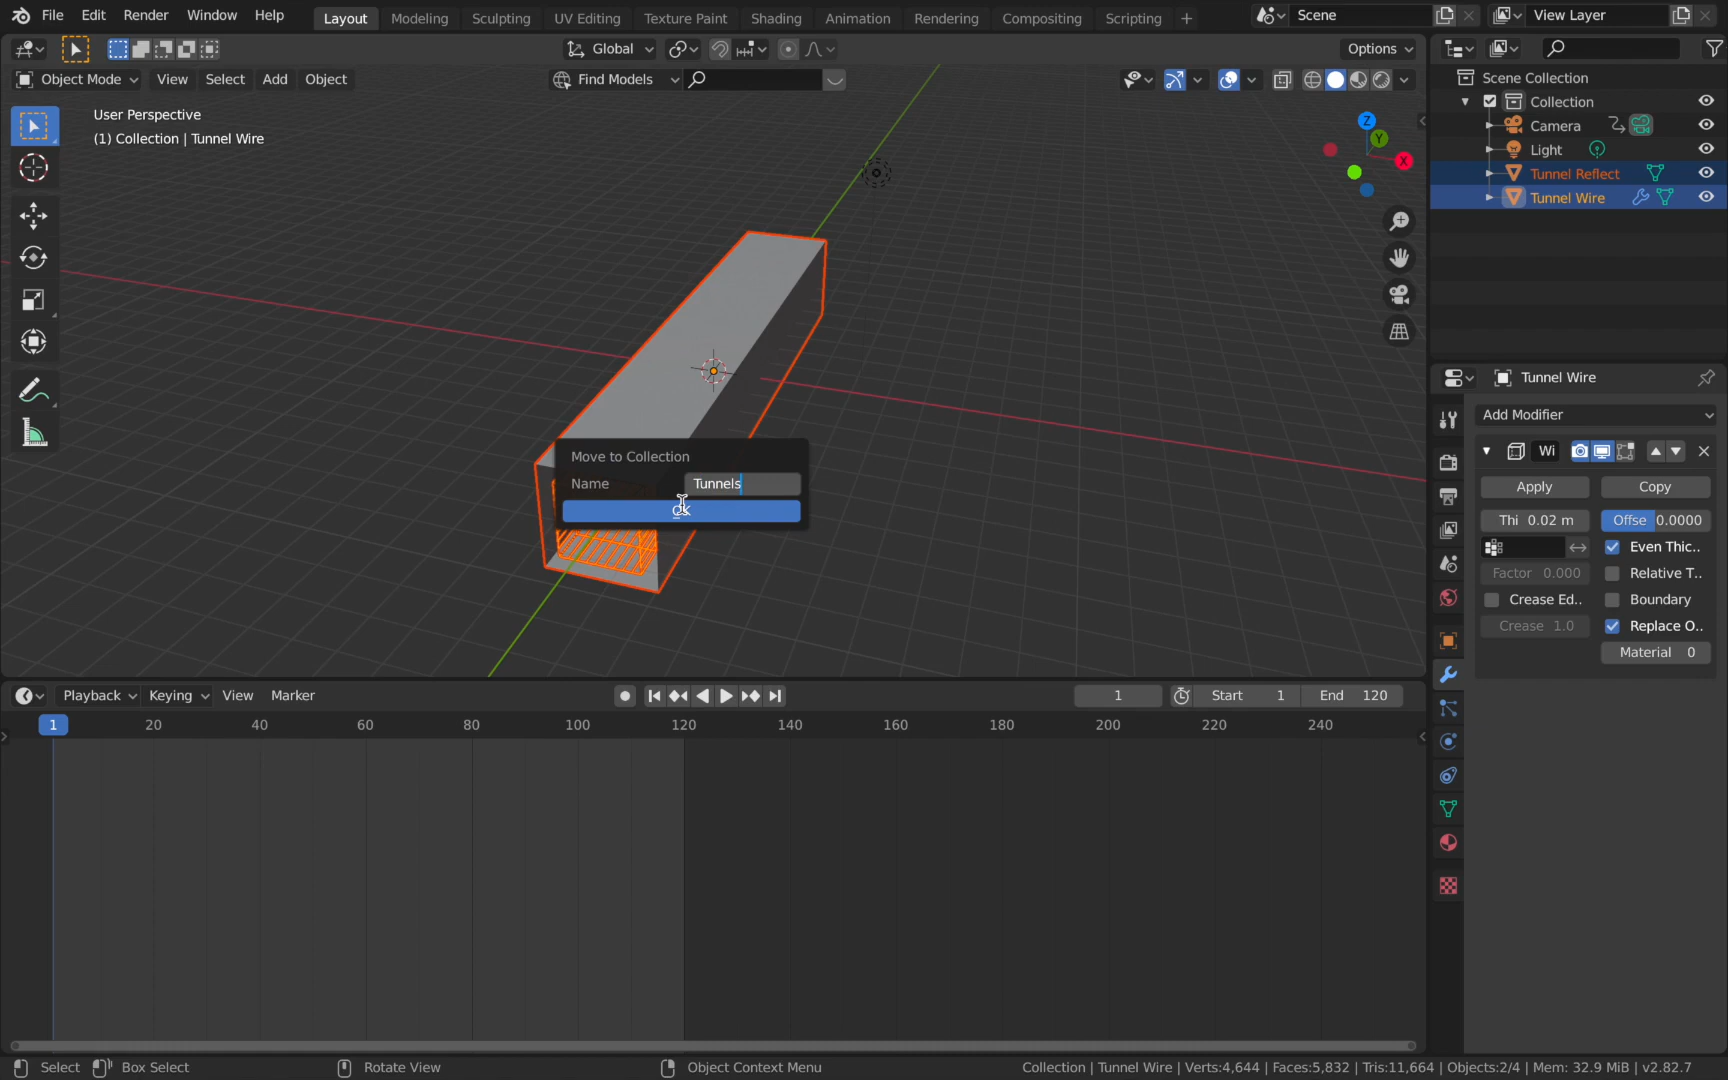 File Edit Render Window Help Layout Modeling Sculpting UV Editing Texture Paint Shading Animation Rendering Compositing Scripting + Scene View Layer
Global Options
Object Mode View Select Add Object Find Models
User Perspective
(1) Collection | Tunnel Wire
Z
Y
X
Scene Collection
Collection
Camera
Light
Tunnel Reflect
Tunnel Wire
Move to Collection
Name Tunnels
Tunnel Wire
Add Modifier
Wi
Apply Copy
Thi 0.02 m Offse 0.0000
Even Thic..
Factor 0.000 Relative T..
Crease Ed.. Boundary
Crease 1.0 Replace O..
Material 0
Playback Keying View Marker 1 Start 1 End 120
1 20 40 60 80 100 120 140 160 180 200 220 240
Select Box Select Rotate View Object Context Menu Collection | Tunnel Wire | Verts:4,644 | Faces:5,832 | Tris:11,664 | Objects:2/4 | Mem: 32.9 MiB | v2.82.7